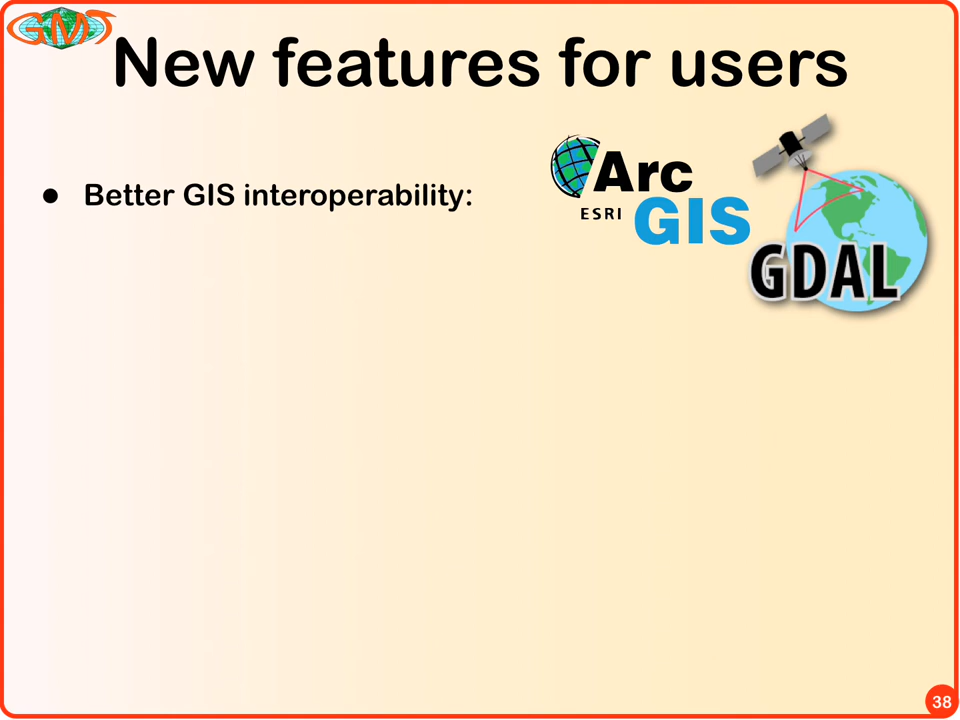 GMT
New features for users
● Better GIS interoperability:
Arc
ESRI
GIS
GDAL
38